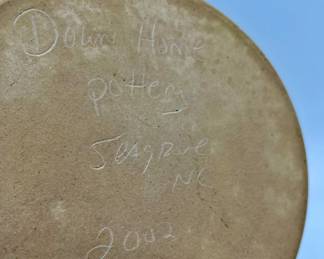 Down Home
pottery
Seagrove
NC
2002